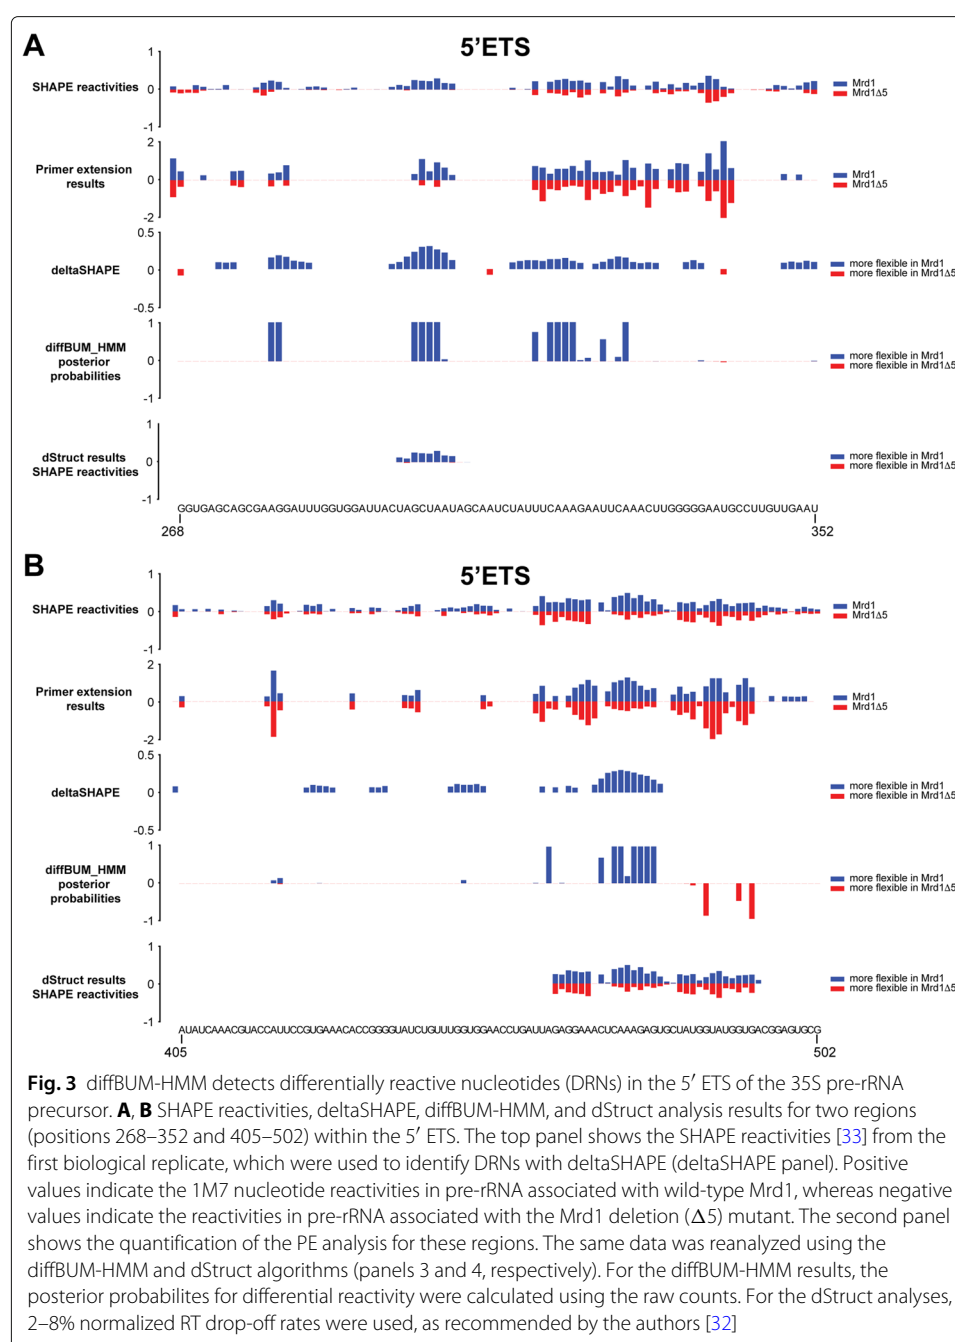 A
5'ETS
1
SHAPE reactivities
0
-1
Mrd1
Mrd1Δ5
2
Primer extension
results
0
-2
Mrd1
Mrd1Δ5
0.5
deltaSHAPE
0
-0.5
more flexible in Mrd1
more flexible in Mrd1Δ5
1
diffBUM_HMM
posterior
probabilities
0
-1
more flexible in Mrd1
more flexible in Mrd1Δ5
1
dStruct results
SHAPE reactivities
0
-1
more flexible in Mrd1
more flexible in Mrd1Δ5
GGUGAGCAGCGAAGGAUUUGGUGGAUUACUAGCUAAUAGCAAUCUAUUUCAAAGAAUUCAAACUUGGGGGAAUGCCUUGUUGAAU
268
352
B
5'ETS
1
SHAPE reactivities
0
-1
Mrd1
Mrd1Δ5
2
Primer extension
results
0
-2
Mrd1
Mrd1Δ5
0.5
deltaSHAPE
0
-0.5
more flexible in Mrd1
more flexible in Mrd1Δ5
1
diffBUM_HMM
posterior
probabilities
0
-1
more flexible in Mrd1
more flexible in Mrd1Δ5
1
dStruct results
SHAPE reactivities
0
-1
more flexible in Mrd1
more flexible in Mrd1Δ5
AUAUCAAACGUACCAUUCCGUGAAACACCGGGGUAUCUGUUUGGUGGAACCUGAUUAGAGGAAACUCAAAGAGUGCUAUGGUAUGGUGACGGAGUGCG
405
502
Fig. 3 diffBUM-HMM detects differentially reactive nucleotides (DRNs) in the 5′ ETS of the 35S pre-rRNA
precursor. A, B SHAPE reactivities, deltaSHAPE, diffBUM-HMM, and dStruct analysis results for two regions
(positions 268–352 and 405–502) within the 5′ ETS. The top panel shows the SHAPE reactivities [33] from the
first biological replicate, which were used to identify DRNs with deltaSHAPE (deltaSHAPE panel). Positive
values indicate the 1M7 nucleotide reactivities in pre-rRNA associated with wild-type Mrd1, whereas negative
values indicate the reactivities in pre-rRNA associated with the Mrd1 deletion (Δ5) mutant. The second panel
shows the quantification of the PE analysis for these regions. The same data was reanalyzed using the
diffBUM-HMM and dStruct algorithms (panels 3 and 4, respectively). For the diffBUM-HMM results, the
posterior probabilites for differential reactivity were calculated using the raw counts. For the dStruct analyses,
2–8% normalized RT drop-off rates were used, as recommended by the authors [32]